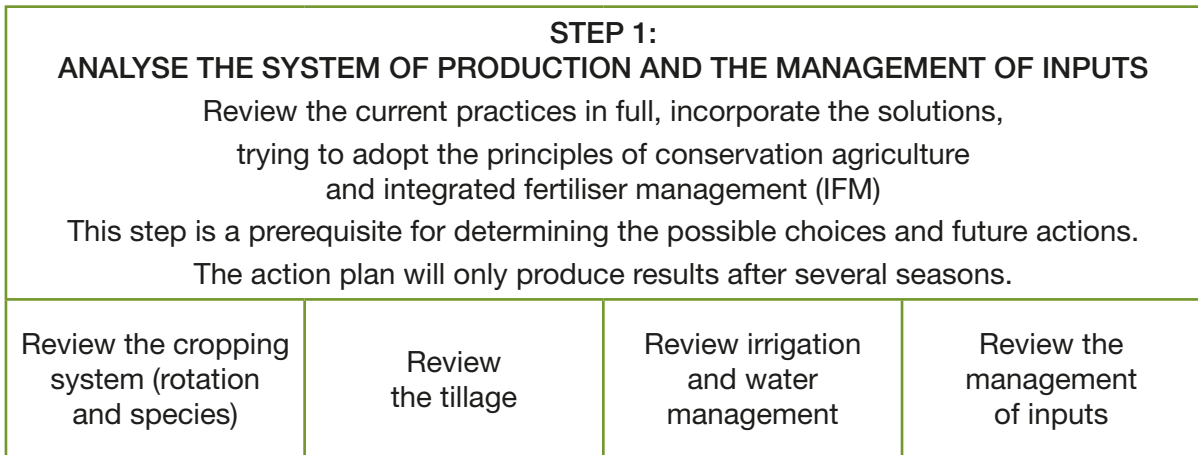 STEP 1:
ANALYSE THE SYSTEM OF PRODUCTION AND THE MANAGEMENT OF INPUTS
Review the current practices in full, incorporate the solutions,
trying to adopt the principles of conservation agriculture
and integrated fertiliser management (IFM)
This step is a prerequisite for determining the possible choices and future actions.
The action plan will only produce results after several seasons.
Review the cropping
system (rotation
and species)
Review
the tillage
Review irrigation
and water
management
Review the
management
of inputs